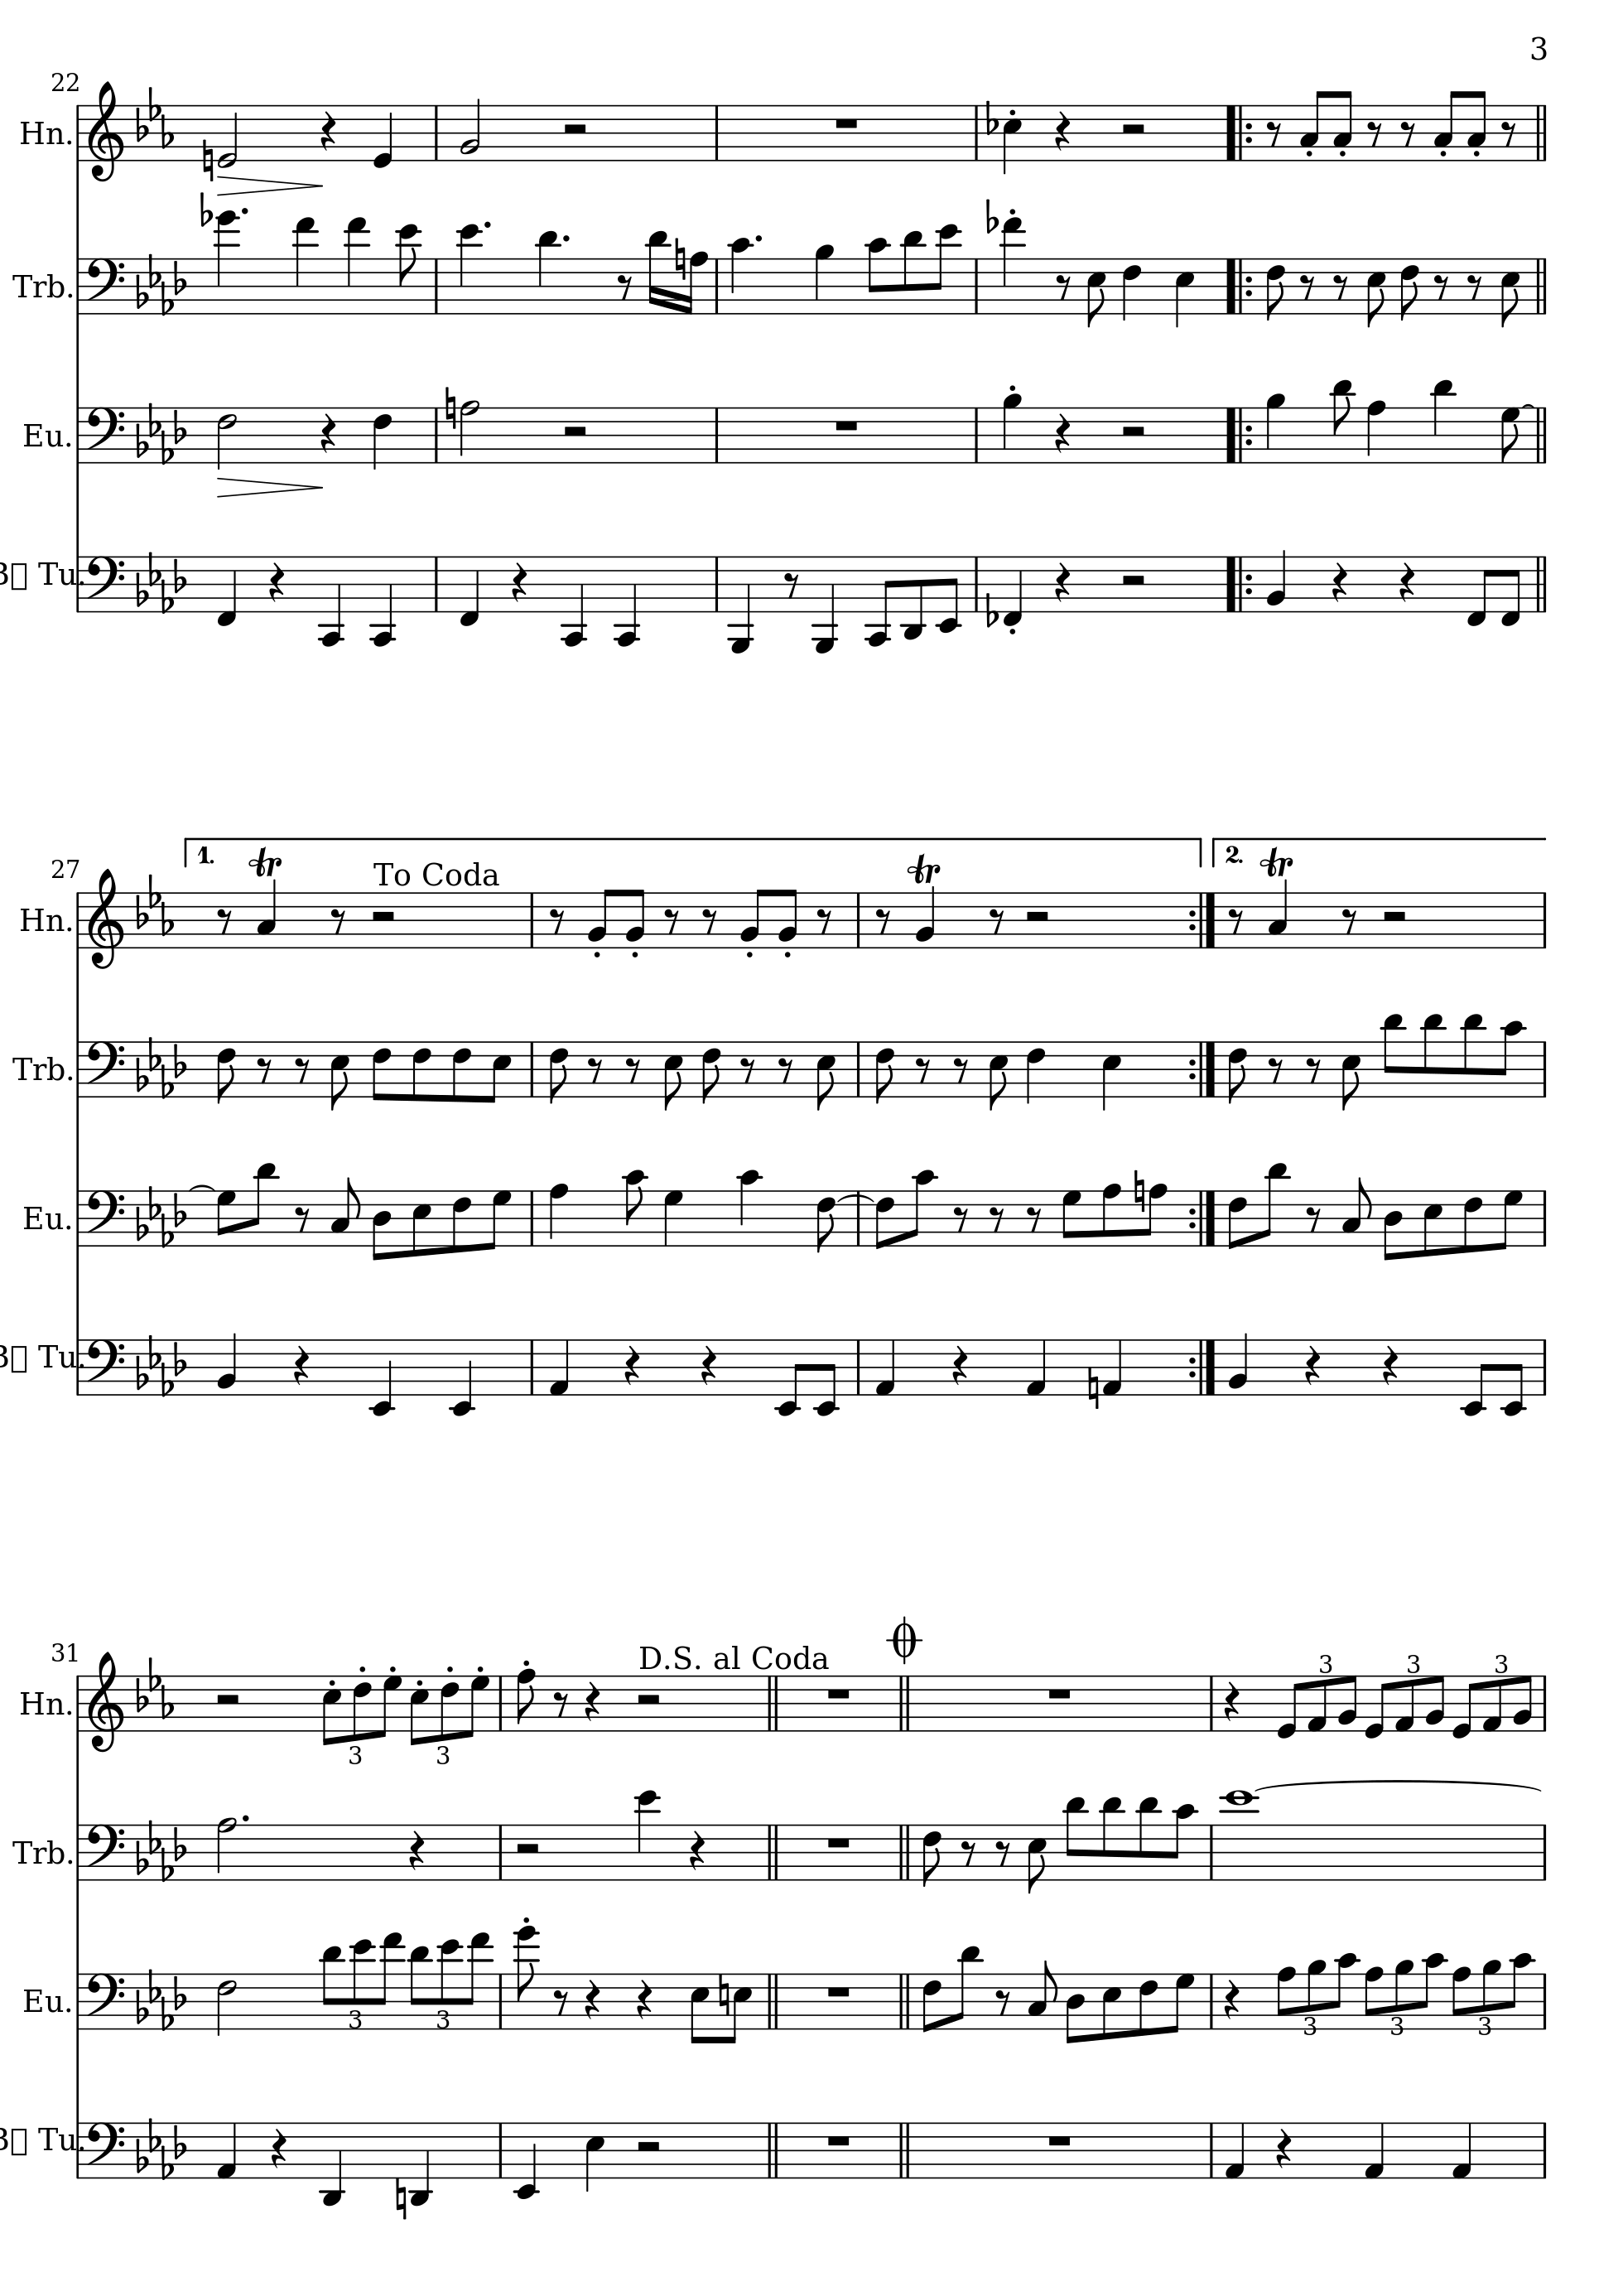 3
22
Hn.
Trb.
Eu.
Tu.
27
1.
2.
tr
tr
tr
To Coda
Hn.
Trb.
Eu.
Tu.
31
D.S. al Coda
Hn.
3
3
3
3
3
Trb.
Eu.
3
3
3
3
3
Tu.